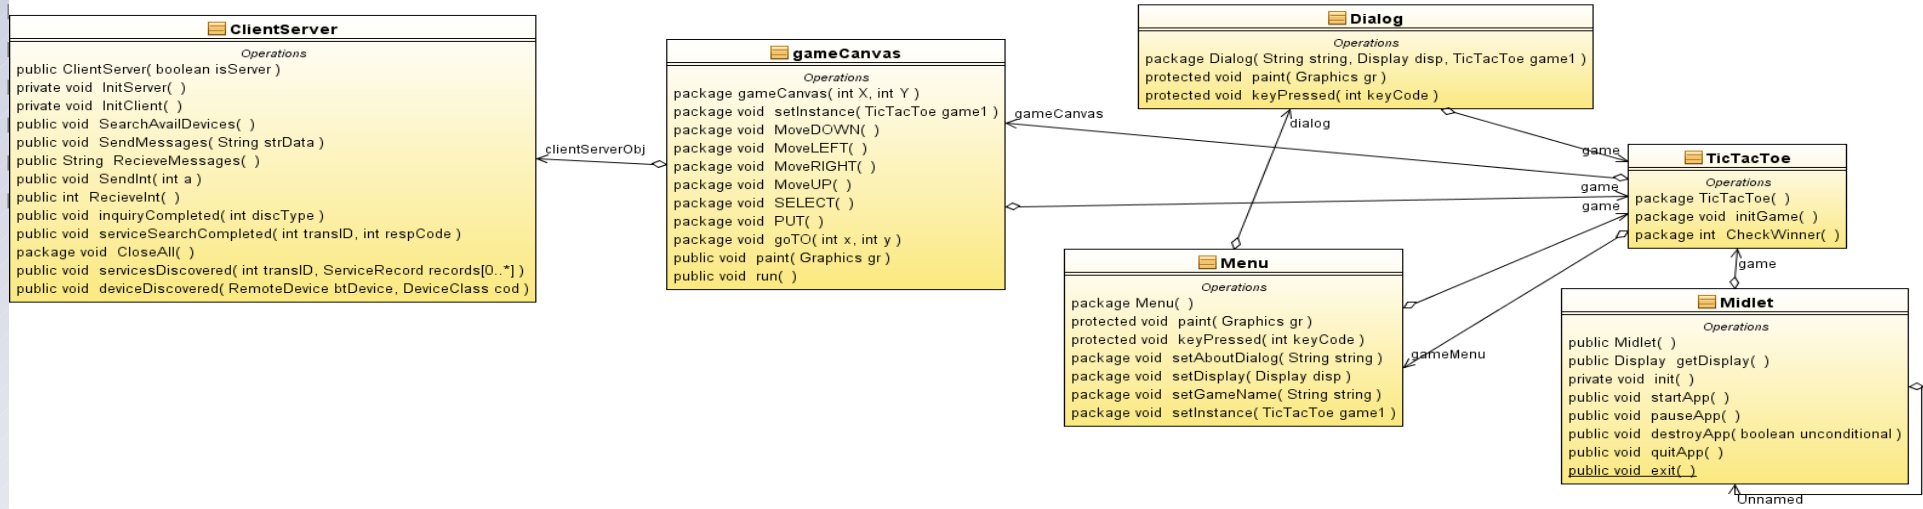 ClientServer
Operations
public ClientServer( boolean isServer )
private void InitServer( )
private void InitClient( )
public void SearchAvailDevices( )
public void SendMessages( String strData )
public String RecieveMessages( )
public void SendInt( int a )
public int RecieveInt( )
public void inquiryCompleted( int discType )
public void serviceSearchCompleted( int transID, int respCode )
package void CloseAll( )
public void servicesDiscovered( int transID, ServiceRecord records[0..*] )
public void deviceDiscovered( RemoteDevice btDevice, DeviceClass cod )
clientServerObj
gameCanvas
Operations
package gameCanvas( int X, int Y )
package void setInstance( TicTacToe game1 )
package void MoveDOWN( )
package void MoveLEFT( )
package void MoveRIGHT( )
package void MoveUP( )
package void SELECT( )
package void PUT( )
package void goTO( int x, int y )
public void paint( Graphics gr )
public void run( )
gameCanvas
Dialog
Operations
package Dialog( String string, Display disp, TicTacToe game1 )
protected void paint( Graphics gr )
protected void keyPressed( int keyCode )
dialog
game
game
game
TicTacToe
Operations
package TicTacToe( )
package void initGame( )
package int CheckWinner( )
game
Menu
Operations
package Menu( )
protected void paint( Graphics gr )
protected void keyPressed( int keyCode )
package void setAboutDialog( String string )
package void setDisplay( Display disp )
package void setGameName( String string )
package void setInstance( TicTacToe game1 )
gameMenu
Midlet
Operations
public Midlet( )
public Display getDisplay( )
private void init( )
public void startApp( )
public void pauseApp( )
public void destroyApp( boolean unconditional )
public void quitApp( )
public void exit( )
Unnamed